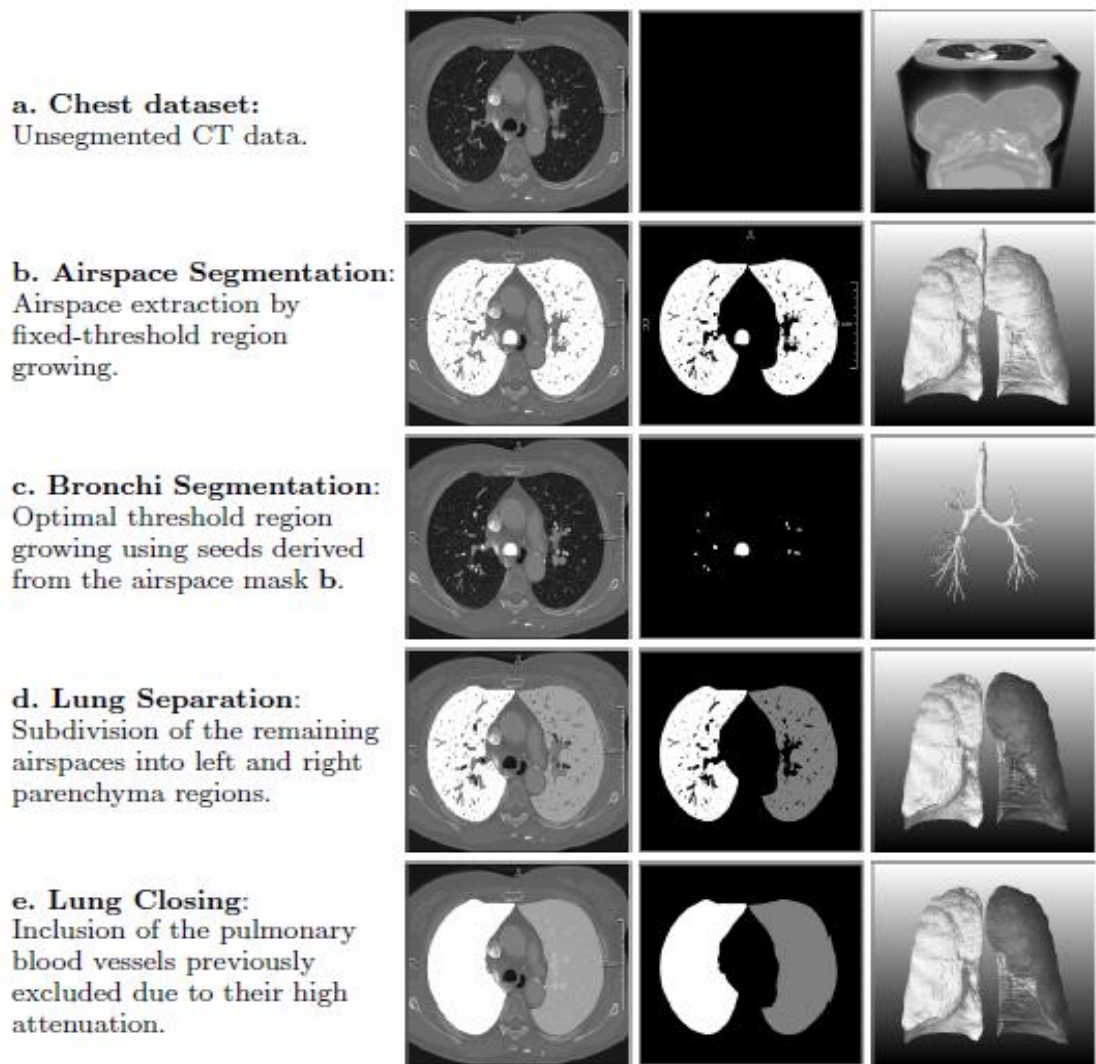 a. Chest dataset:
Unsegmented CT data.
b. Airspace Segmentation:
Airspace extraction by
fixed-threshold region
growing.
A
R
c. Bronchi Segmentation:
Optimal threshold region
growing using seeds derived
from the airspace mask b.
d. Lung Separation:
Subdivision of the remaining
airspaces into left and right
parenchyma regions.
e. Lung Closing:
Inclusion of the pulmonary
blood vessels previously
excluded due to their high
attenuation.